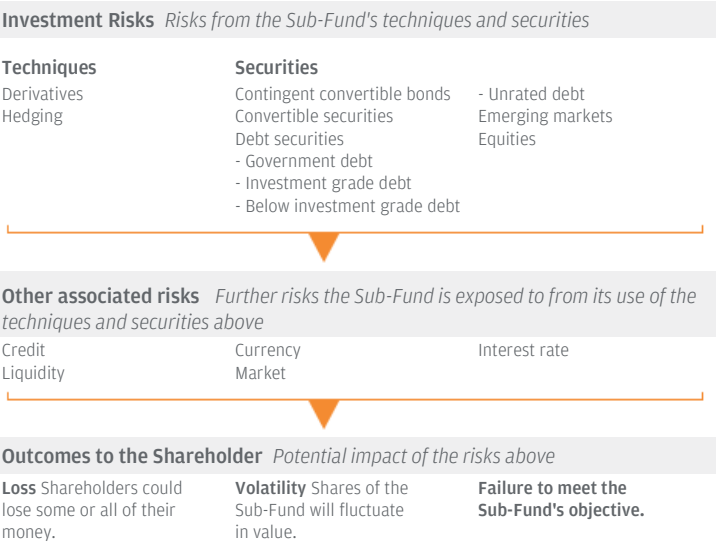 Investment Risks Risks from the Sub-Fund's techniques and securities
Techniques
Derivatives
Hedging
Securities
Contingent convertible bonds
Convertible securities
Debt securities
- Government debt
- Investment grade debt
- Below investment grade debt
- Unrated debt
Emerging markets
Equities
Other associated risks Further risks the Sub-Fund is exposed to from its use of the
techniques and securities above
Credit
Liquidity
Currency
Market
Interest rate
Outcomes to the Shareholder Potential impact of the risks above
Loss Shareholders could
lose some or all of their
money.
Volatility Shares of the
Sub-Fund will fluctuate
in value.
Failure to meet the
Sub-Fund's objective.